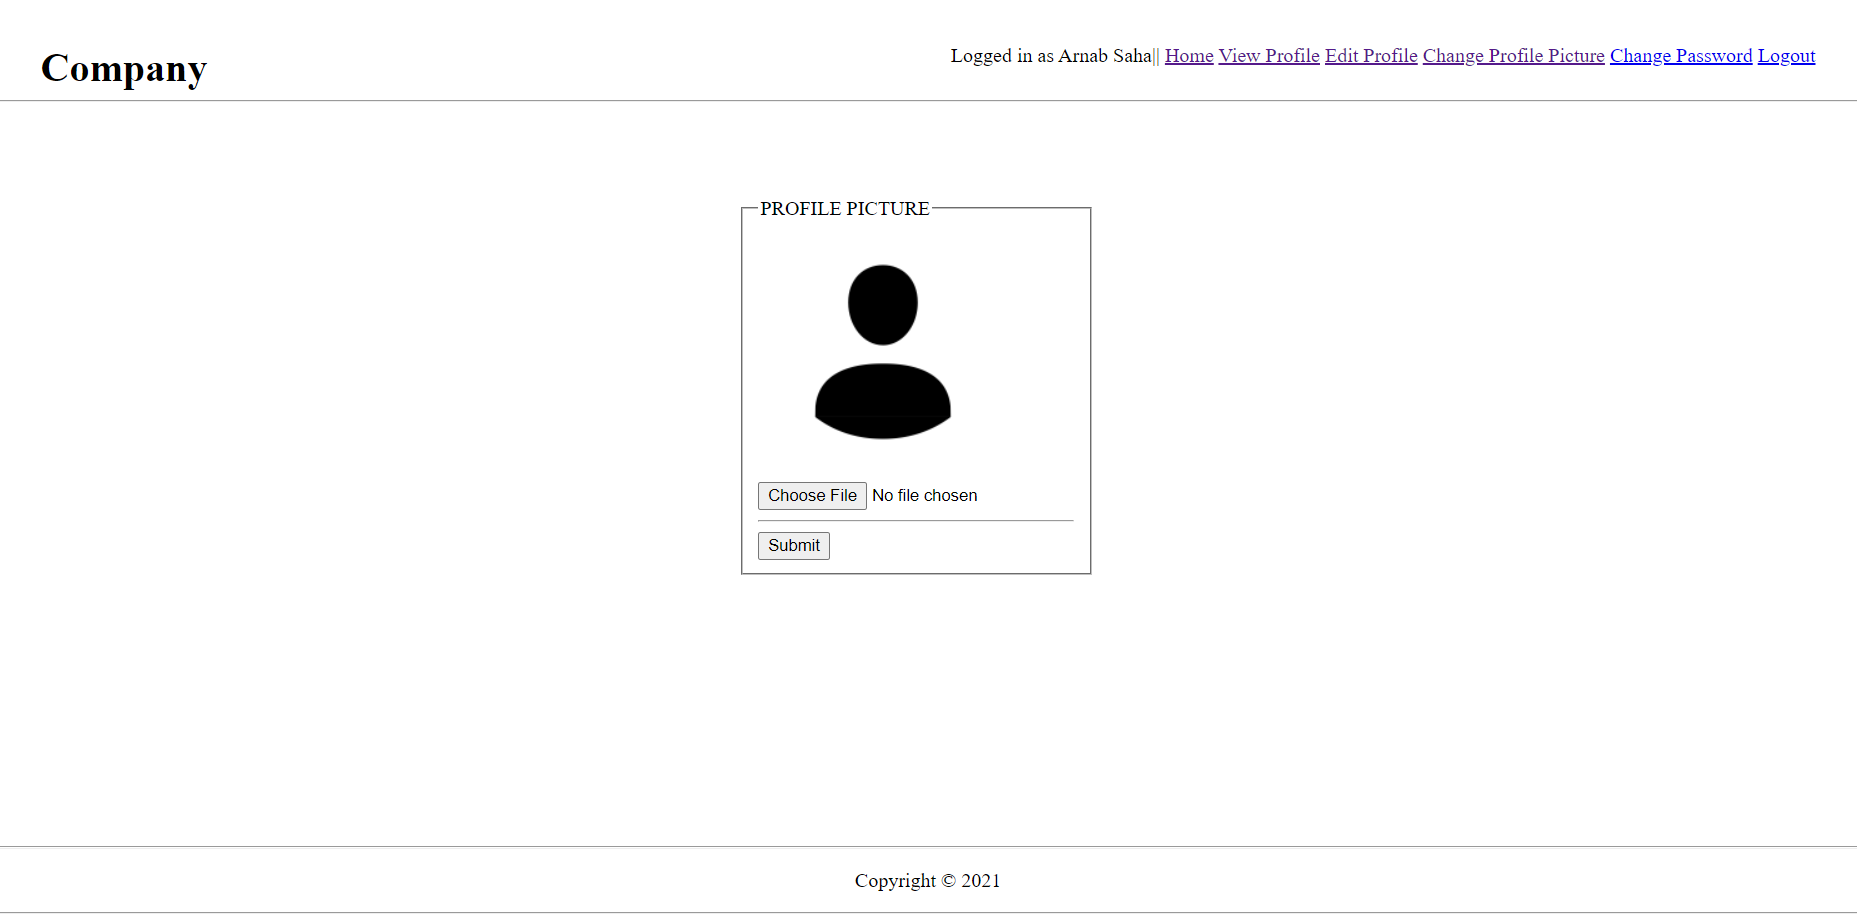 Company
Logged in as Arnab Saha|| Home View Profile Edit Profile Change Profile Picture Change Password Logout
PROFILE PICTURE
Choose File No file chosen
Submit
Copyright © 2021